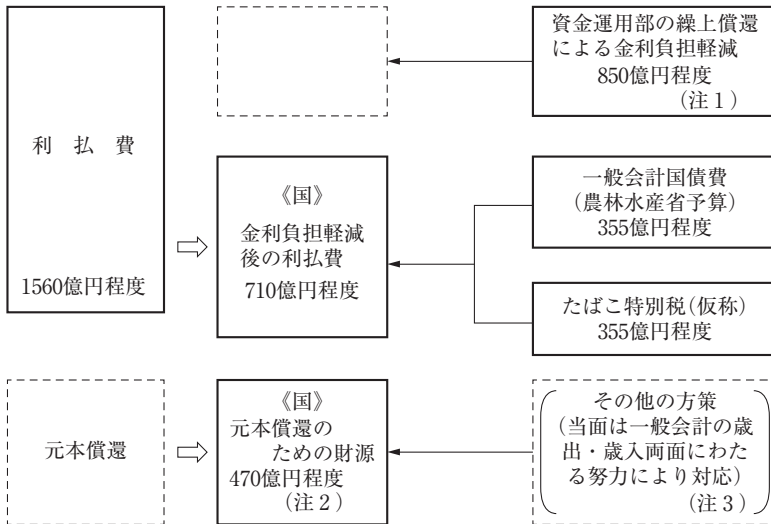 資金運用部の繰上償還
による金利負担軽減
850億円程度
(注1)
利 払 費
1560億円程度
《国》
金利負担軽減
後の利払費
710億円程度
一般会計国債費
(農林水産省予算)
355億円程度
たばこ特別税(仮称)
355億円程度
元本償還
《国》
元本償還の
ための財源
470億円程度
(注2)
その他の方策
(当面は一般会計の歳
出・歳入両面にわた
る努力により対応)
(注3)